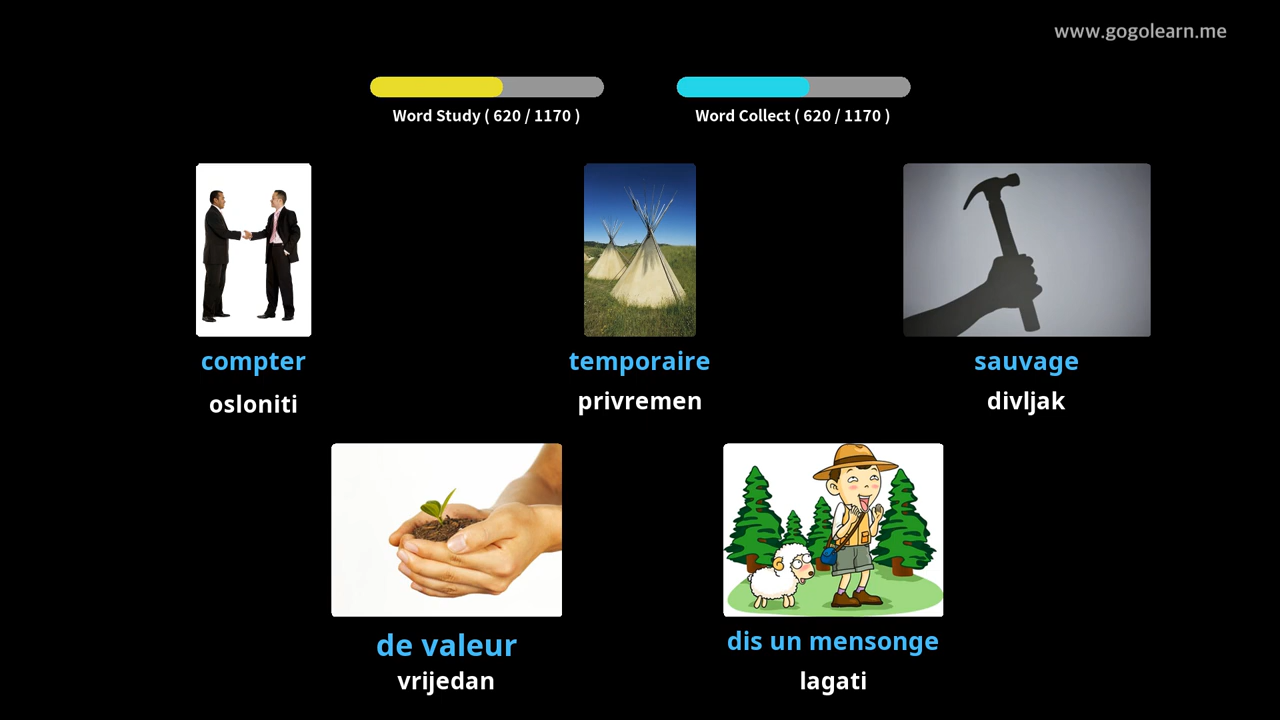 www.gogolearn.me
Word Study ( 620 / 1170 )
Word Collect ( 620 / 1170 )
compter
osloniti
temporaire
privremen
sauvage
divljak
de valeur
vrijedan
dis un mensonge
lagati